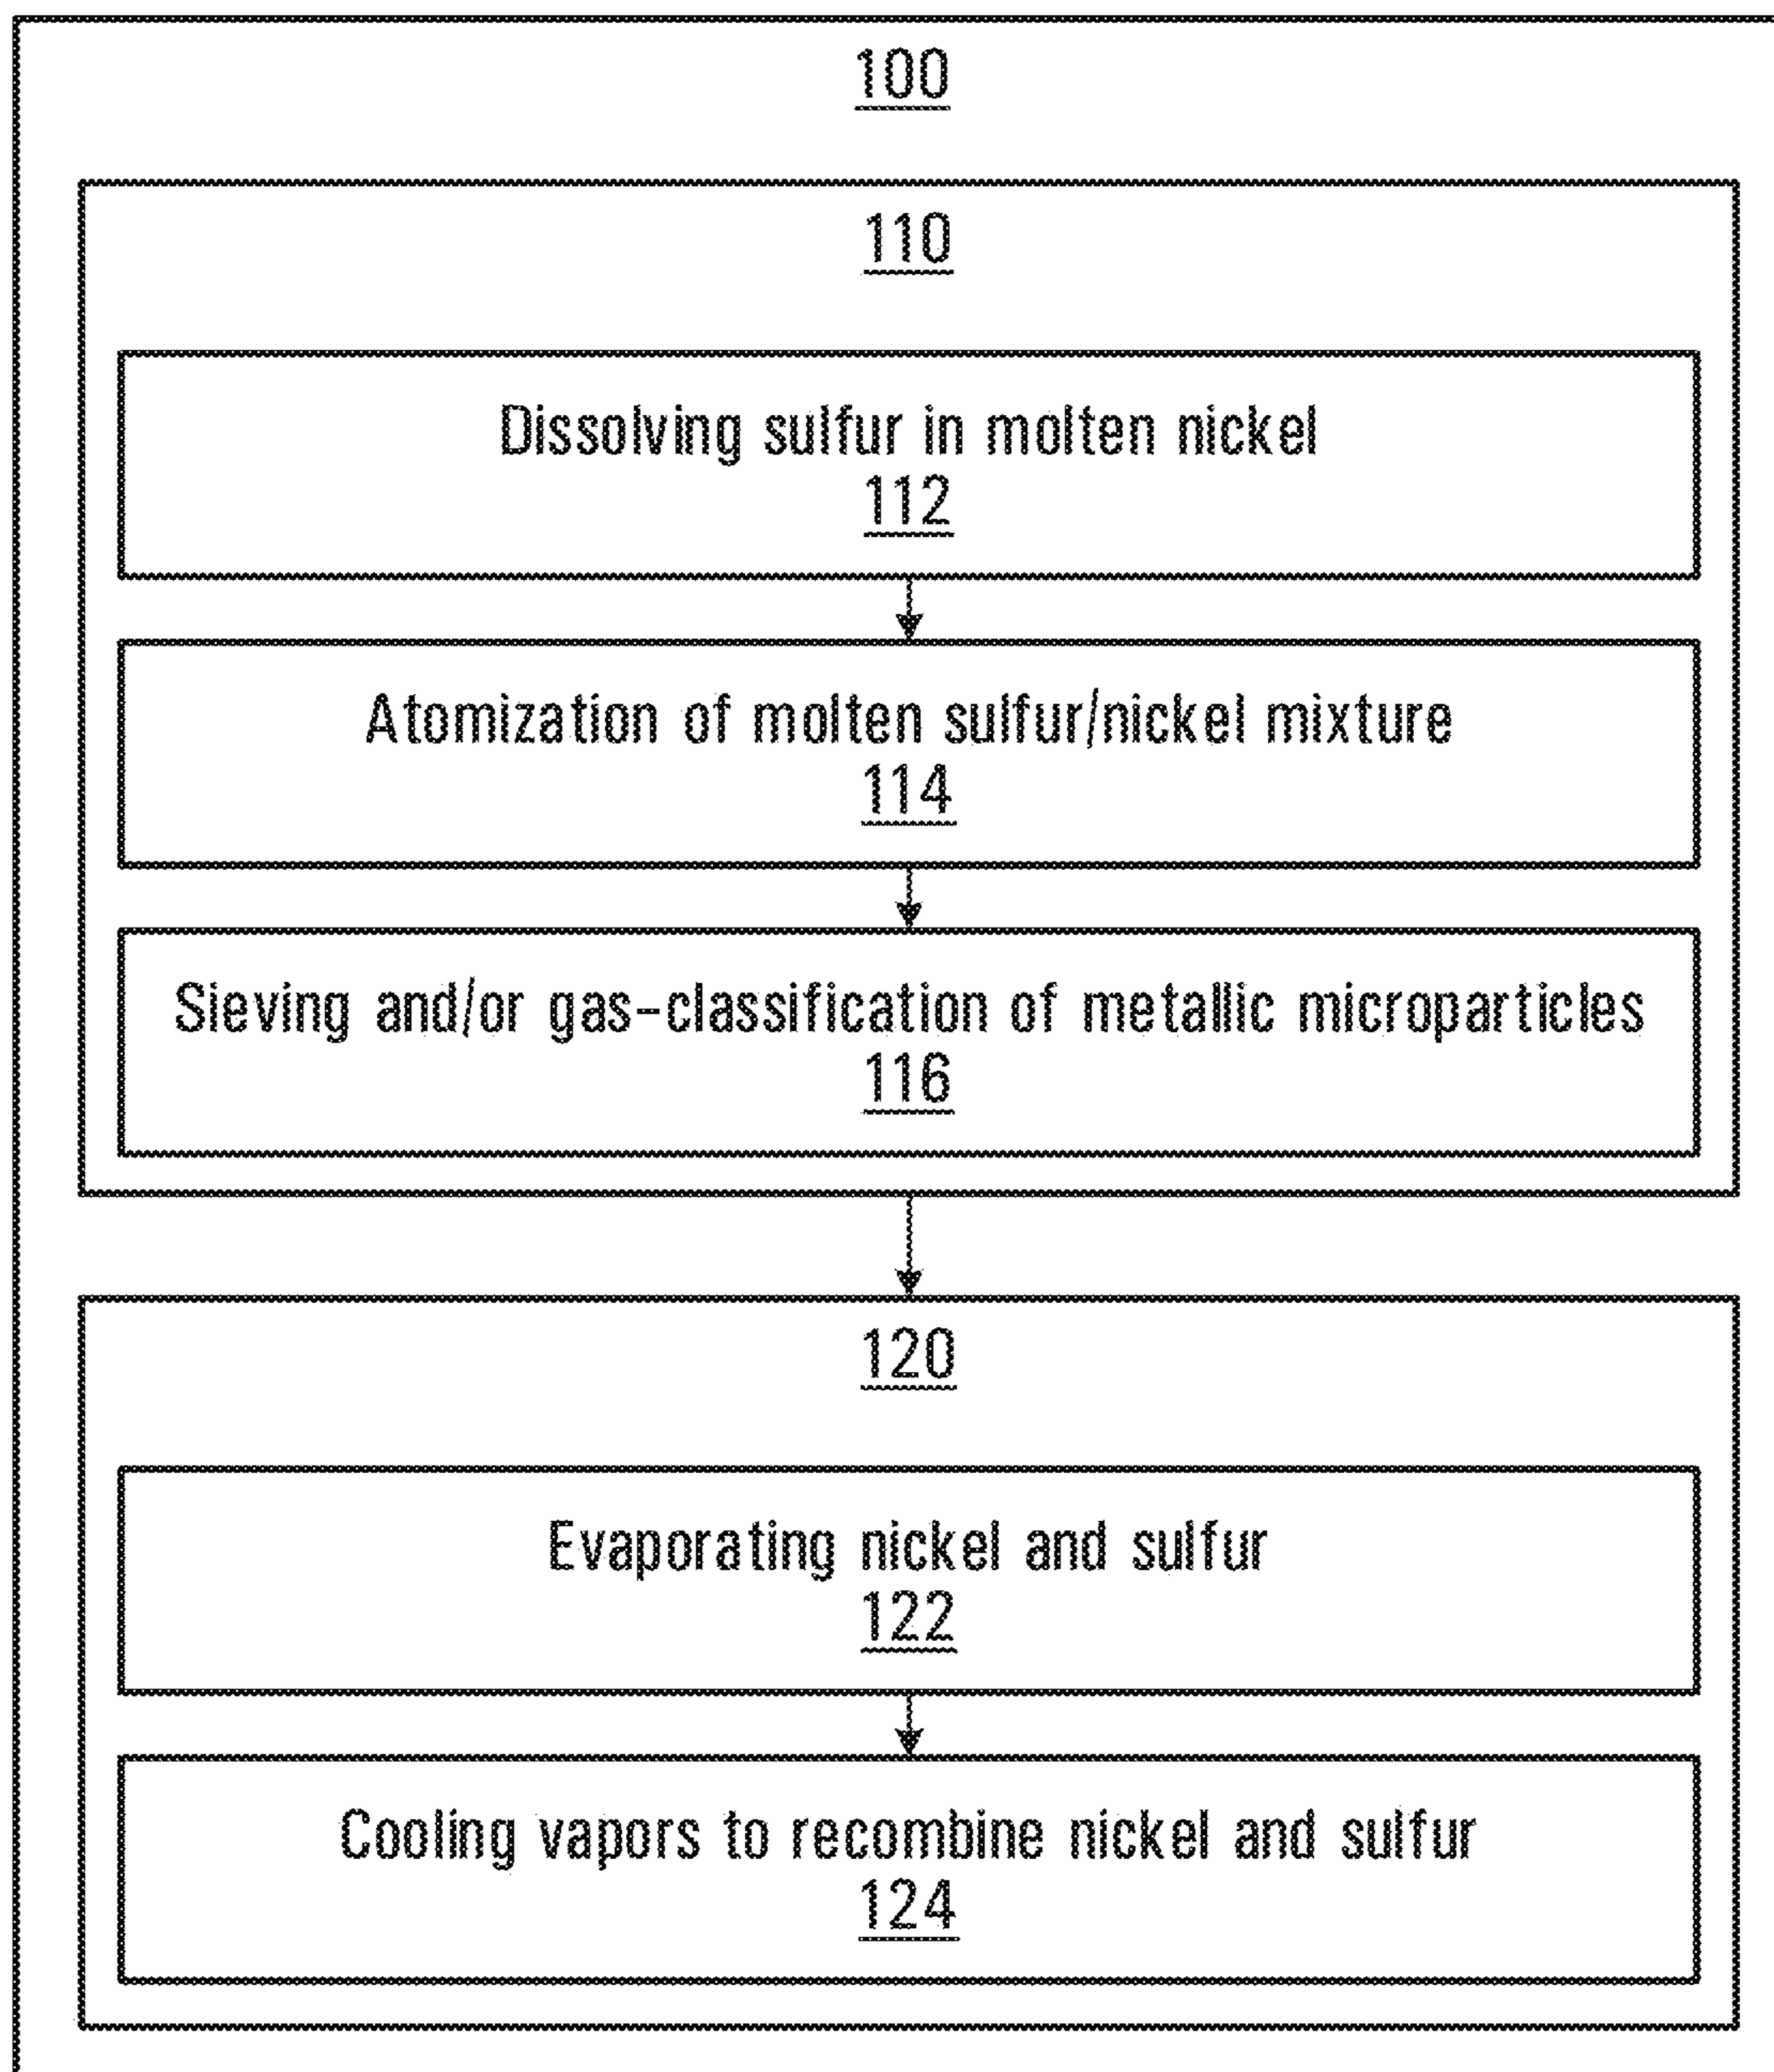 100
110
Dissolving sulfur in molten nickel
112
Atomization of molten sulfur/nickel mixture
114
Sieving and/or gas-classification of metallic microparticles
116
120
Evaporating nickel and sulfur
122
Cooling vapors to recombine nickel and sulfur
124